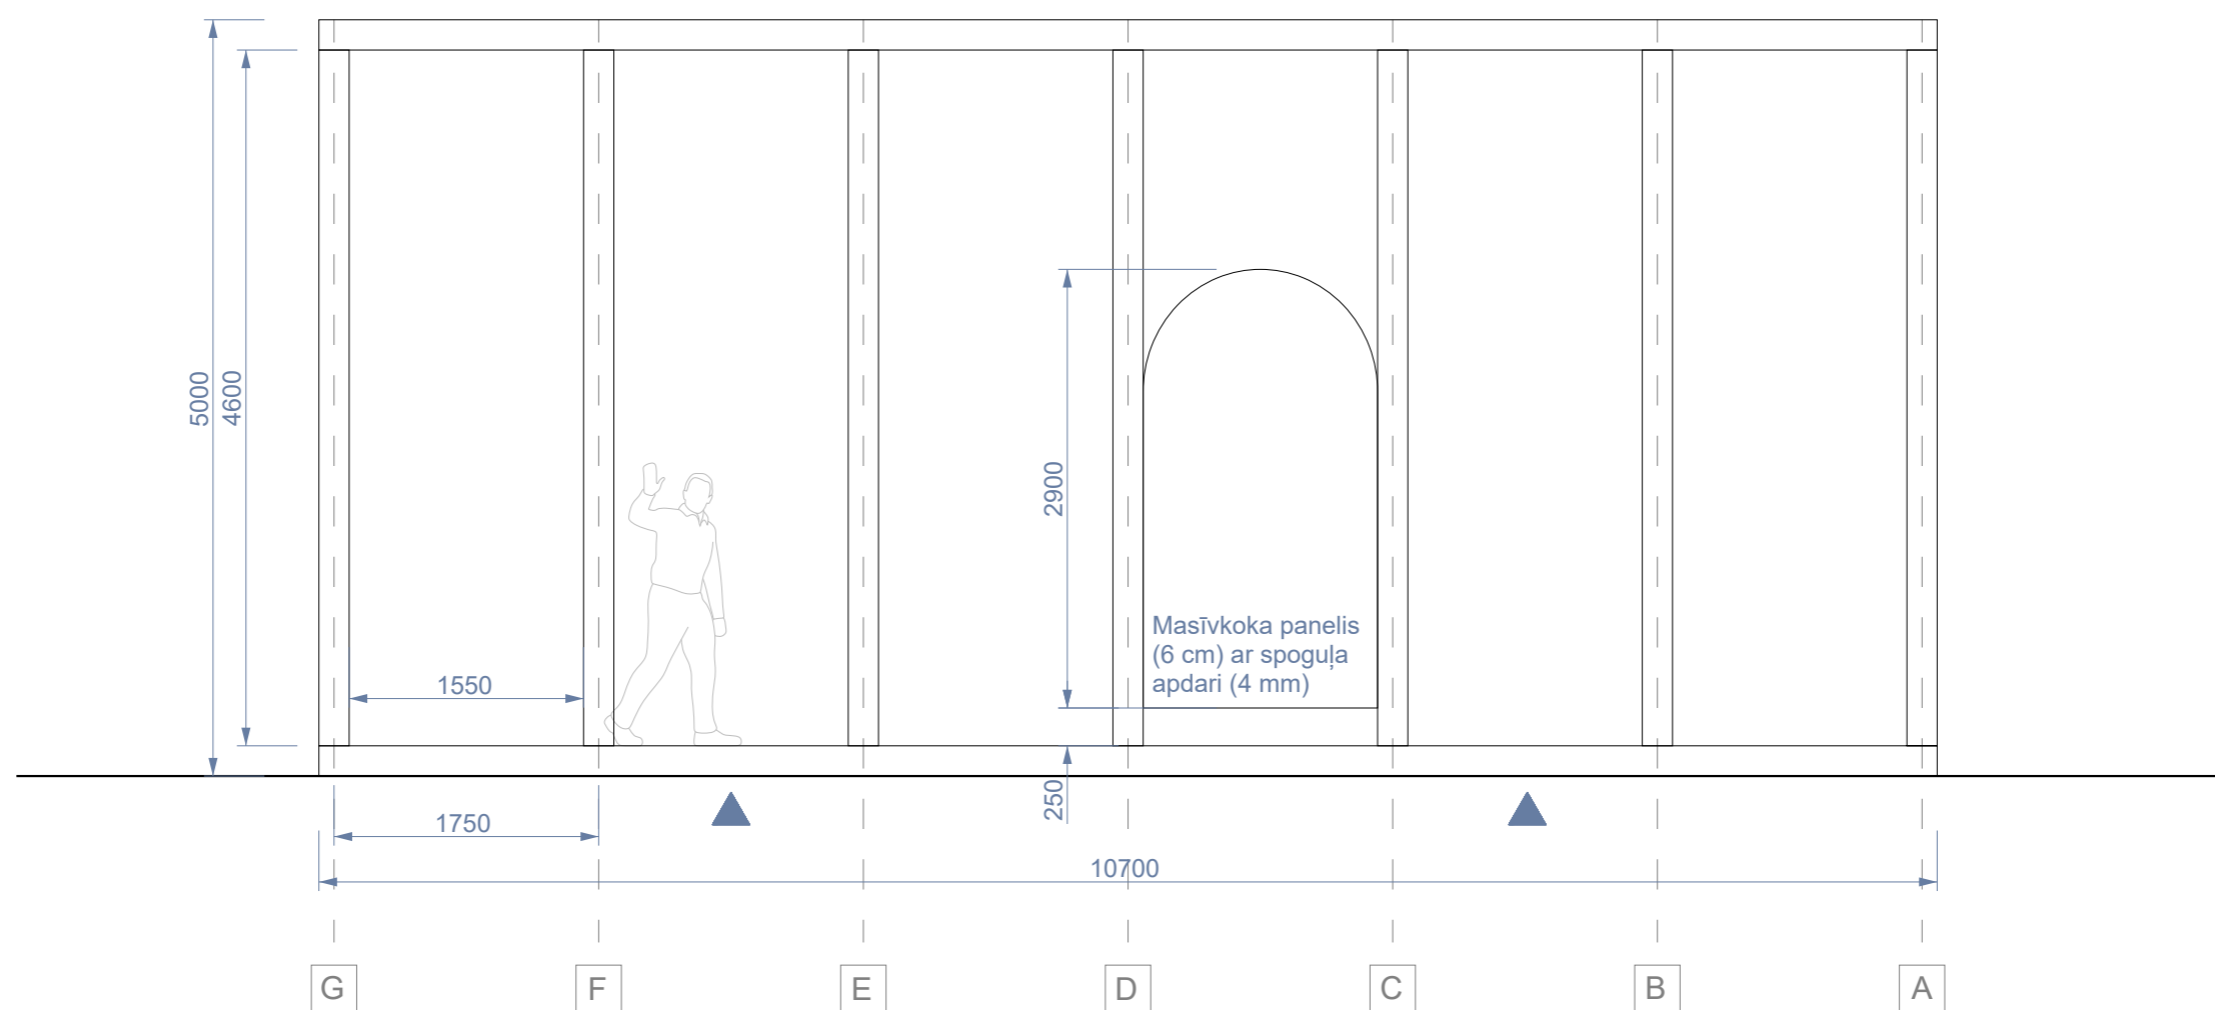 5000
4600
2900
Masīvkoka panelis
(6 cm) ar spoguļa
apdari (4 mm)
1550
250
1750
10700
G F E D C B A